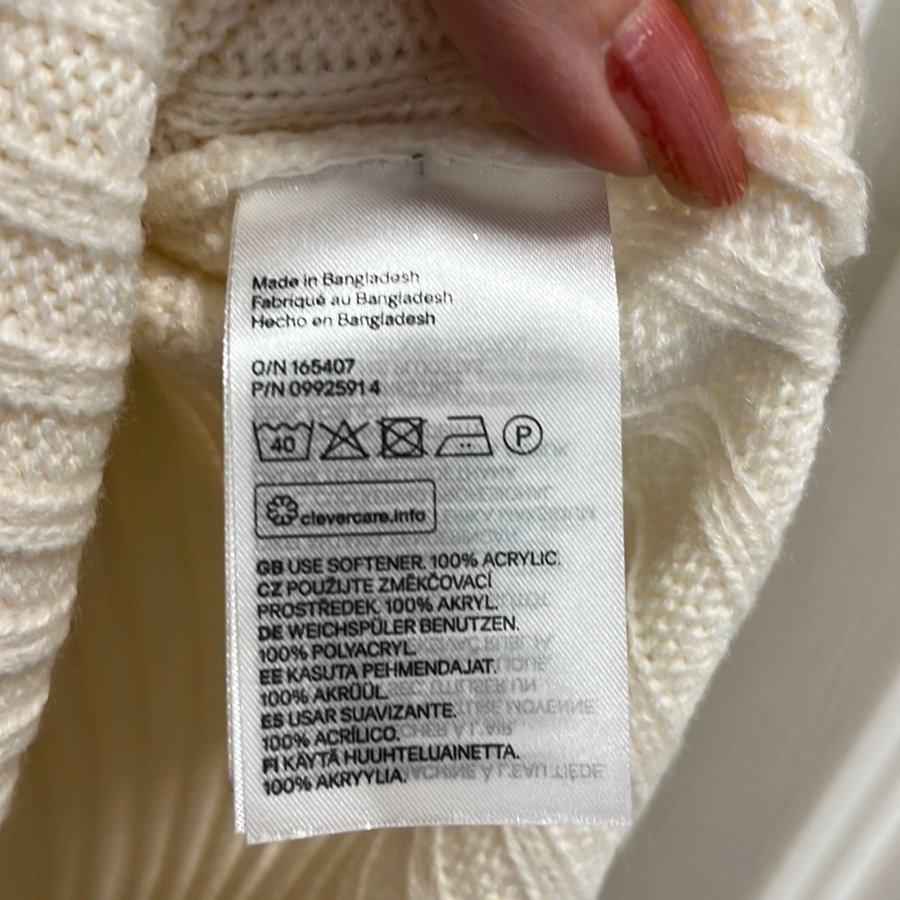 Made in Bangladesh
Fabriqué au Bangladesh
Hecho en Bangladesh
O/N 165407
P/N 09925914
40
P
clevercare.info
GB USE SOFTENER. 100% ACRYLIC.
CZ POUŽIJTE ZMĚKČOVACÍ
PROSTŘEDEK. 100% AKRYL.
DE WEICHSPÜLER BENUTZEN.
100% POLYACRYL.
EE KASUTA PEHMENDAJAT.
100% AKRÜÜL.
ES USAR SUAVIZANTE.
100% ACRÍLICO.
FI KÄYTÄ HUUHTELUAINETTA.
100% AKRYYLIA.